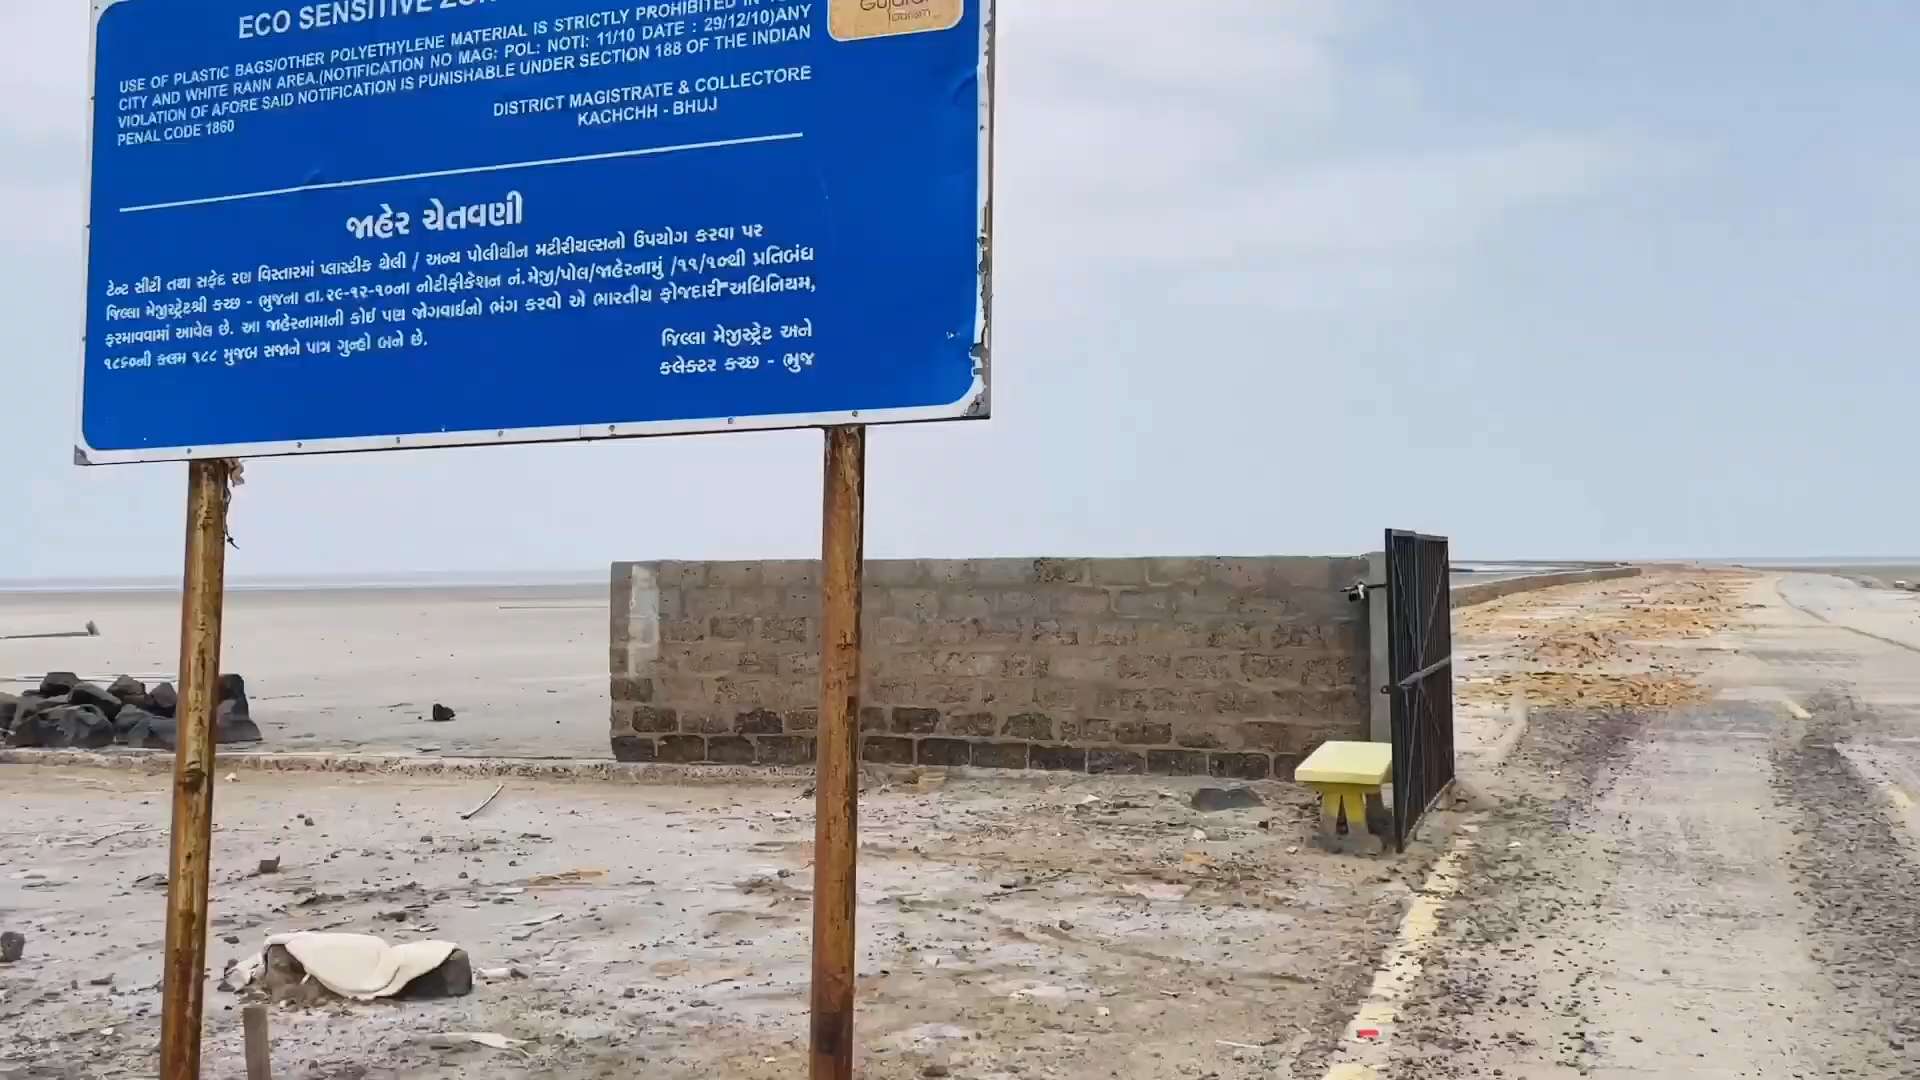 ECO SENSITIVE
Gujarat
tourism
USE OF PLASTIC BAGS/OTHER POLYETHYLENE MATERIAL IS STRICTLY PROHIBITED IN
CITY AND WHITE RANN AREA.(NOTIFICATION NO MAG: POL: NOTI: 11/10 DATE : 29/12/10)ANY
VIOLATION OF AFORE SAID NOTIFICATION IS PUNISHABLE UNDER SECTION 188 OF THE INDIAN
PENAL CODE 1860
DISTRICT MAGISTRATE & COLLECTORE
KACHCHH - BHUJ
જાહેર ચેતવણી
ટેન્ટ સીટી તથા સફેદ રણ વિસ્તારમાં પ્લાસ્ટીક થેલી / અન્ય પોલીથીન મટીરીયલ્સનો ઉપયોગ કરવા પર
જિલ્લા મેજીસ્ટ્રેટશ્રી કચ્છ - ભુજના તા.૨૯-૧૨-૧૦ના નોટીફીકેશન નં.મેજી/પોલ/જાહેરનામું /૧૧/૧૦થી પ્રતિબંધ
ફરમાવવામાં આવેલ છે. આ જાહેરનામાની કોઈ પણ જોગવાઈનો ભંગ કરવો એ ભારતીય ફોજદારી અધિનિયમ,
૧૮૬૦ની કલમ ૧૮૮ મુજબ સજાને પાત્ર ગુન્હો બને છે.
જિલ્લા મેજીસ્ટ્રેટ અને
કલેક્ટર કચ્છ - ભુજ